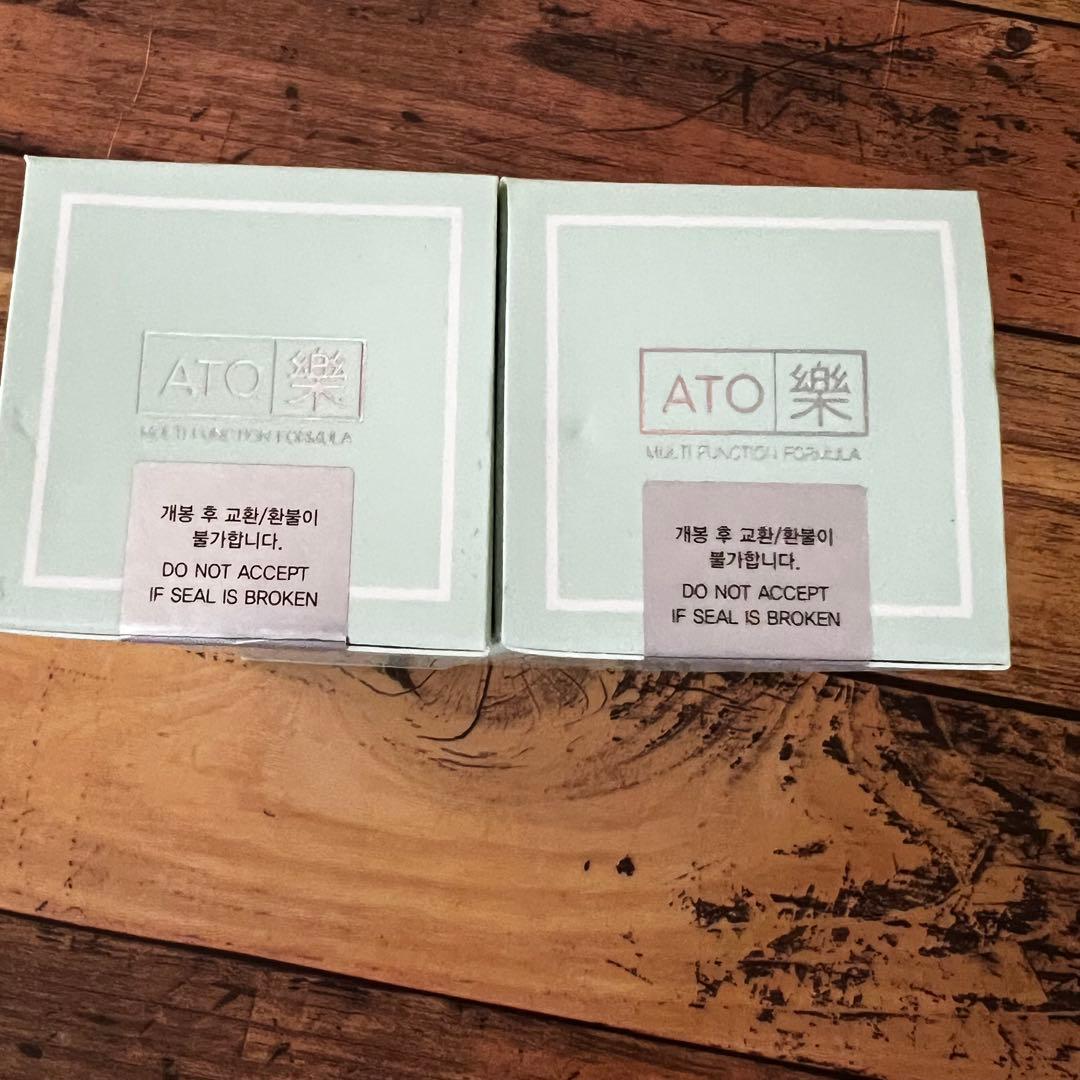 ATO 樂
MULTI FUNCTION FORMULA
개봉 후 교환/환불이
불가합니다.
DO NOT ACCEPT
IF SEAL IS BROKEN
ATO 樂
MULTI FUNCTION FORMULA
개봉 후 교환/환불이
불가합니다.
DO NOT ACCEPT
IF SEAL IS BROKEN